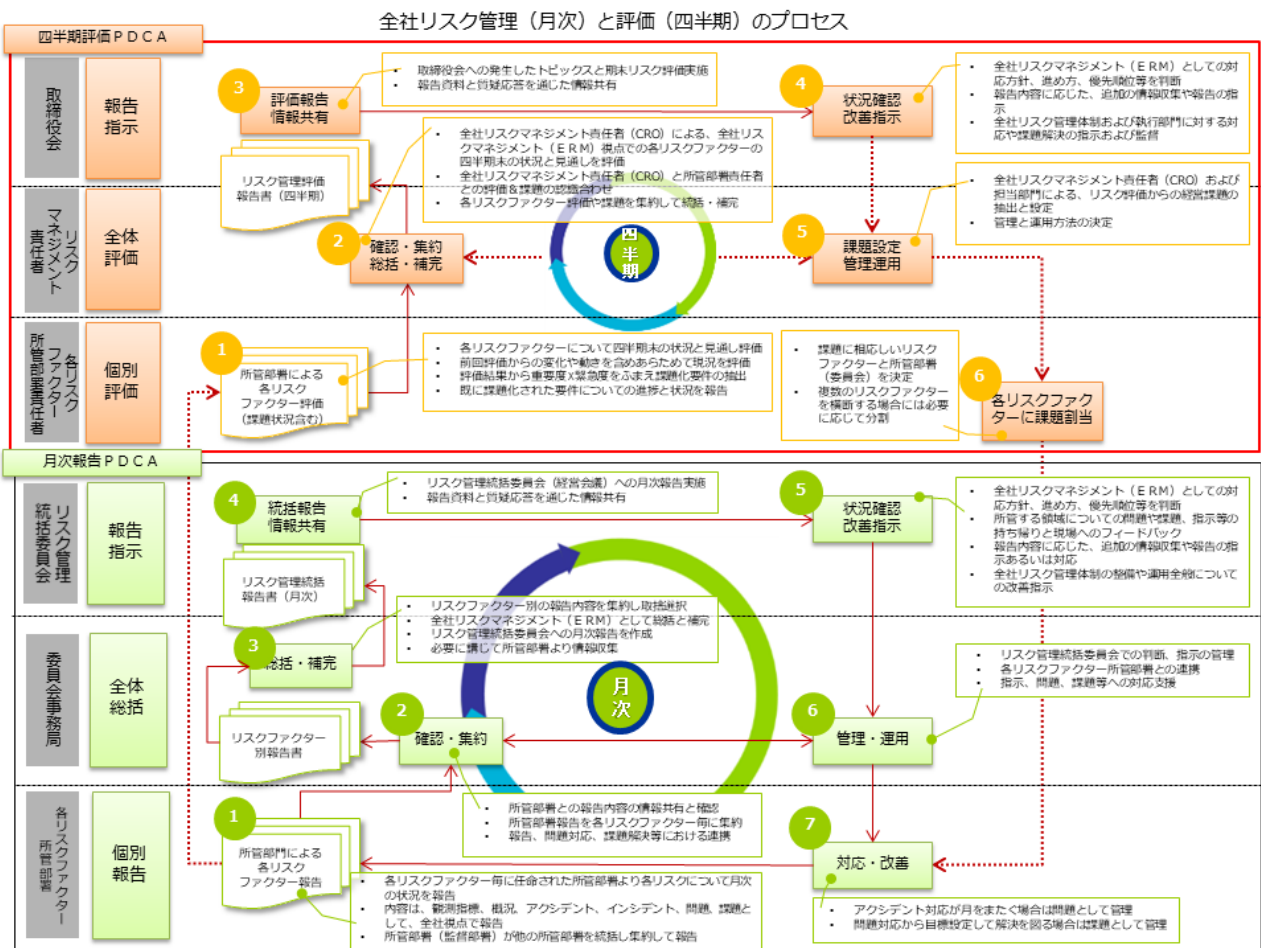 全社リスク管理（月次）と評価（四半期）のプロセス
四半期評価ＰＤＣＡ
取締役会
報告
指示
3
評価報告
情報共有
• 取締役会への発生したトピックスと期末リスク評価実施
• 報告資料と質疑応答を通じた情報共有
4
状況確認
改善指示
• 全社リスクマネジメント（ＥＲＭ）としての対
応方針、進め方、優先順位等を判断
• 報告内容に応じた、追加の情報収集や報告の指
示
• 全社リスク管理体制および執行部門に対する対
応や課題解決の指示および監督
リスク管理評価
報告書（四半期）
• 全社リスクマネジメント責任者（CRO）による、全社リス
クマネジメント（ＥＲＭ）視点での各リスクファクターの
四半期末の状況と見通しを評価
• 全社リスクマネジメント責任者（CRO）と所管部署責任者
との評価＆課題の認識合わせ
• 各リスクファクター評価や課題を集約して統括・補完
リスク
マネジメント
責任者
全体
評価
2
確認・集約
総括・補完
四半期
5
課題設定
管理運用
• 全社リスクマネジメント責任者（CRO）および
担当部門による、リスク評価からの経営課題の
抽出と設定
• 管理と運用方法の決定
各リスク
ファクター
所管部署責任者
個別
評価
1
所管部署による
各リスク
ファクター評価
（課題状況含む）
• 各リスクファクターについて四半期末の状況と見通し評価
• 前回評価からの変化や動きを含めあらためて現況を評価
• 評価結果から重要度x緊急度をふまえ課題化要件の抽出
• 既に課題化された要件についての進捗と状況を報告
• 課題に相応しいリスク
ファクターと所管部署
（委員会）を決定
• 複数のリスクファクター
を横断する場合には必要
に応じて分割
6
各リスクファク
ターに課題割当
月次報告ＰＤＣＡ
リスク管理
統括委員会
報告
指示
4
統括報告
情報共有
• リスク管理統括委員会（経営会議）への月次報告実施
• 報告資料と質疑応答を通じた情報共有
5
状況確認
改善指示
• 全社リスクマネジメント（ＥＲＭ）としての対
応方針、進め方、優先順位等を判断
• 所管する領域についての問題や課題、指示等の
持ち帰りと現場へのフィードバック
• 報告内容に応じた、追加の情報収集や報告の指
示あるいは対応
• 全社リスク管理体制の整備や運用全般について
の改善指示
リスク管理統括
報告書（月次）
• リスクファクター別の報告内容を集約し取捨選択
• 全社リスクマネジメント（ＥＲＭ）として総括と補完
• リスク管理統括委員会への月次報告を作成
• 必要に講じて所管部署より情報収集
委員会事務局
全体
総括
3
総括・補完
リスクファクター
別報告書
2
確認・集約
月次
6
管理・運用
• リスク管理統括委員会での判断、指示の管理
• 各リスクファクター所管部署との連携
• 指示、問題、課題等への対応支援
• 所管部署との報告内容の情報共有と確認
• 所管部署報告を各リスクファクター毎に集約
• 報告、問題対応、課題解決等における連携
各リスクファクター
所管部署
個別
報告
1
所管部門による
各リスク
ファクター報告
• 各リスクファクター毎に任命された所管部署より各リスクについて月次
の状況を報告
• 内容は、観測指標、概況、アクシデント、インシデント、問題、課題と
して、全社視点で報告
• 所管部署（監督部署）が他の所管部署を統括し集約して報告
7
対応・改善
• アクシデント対応が月をまたぐ場合は問題として管理
• 問題対応から目標設定して解決を図る場合は課題として管理